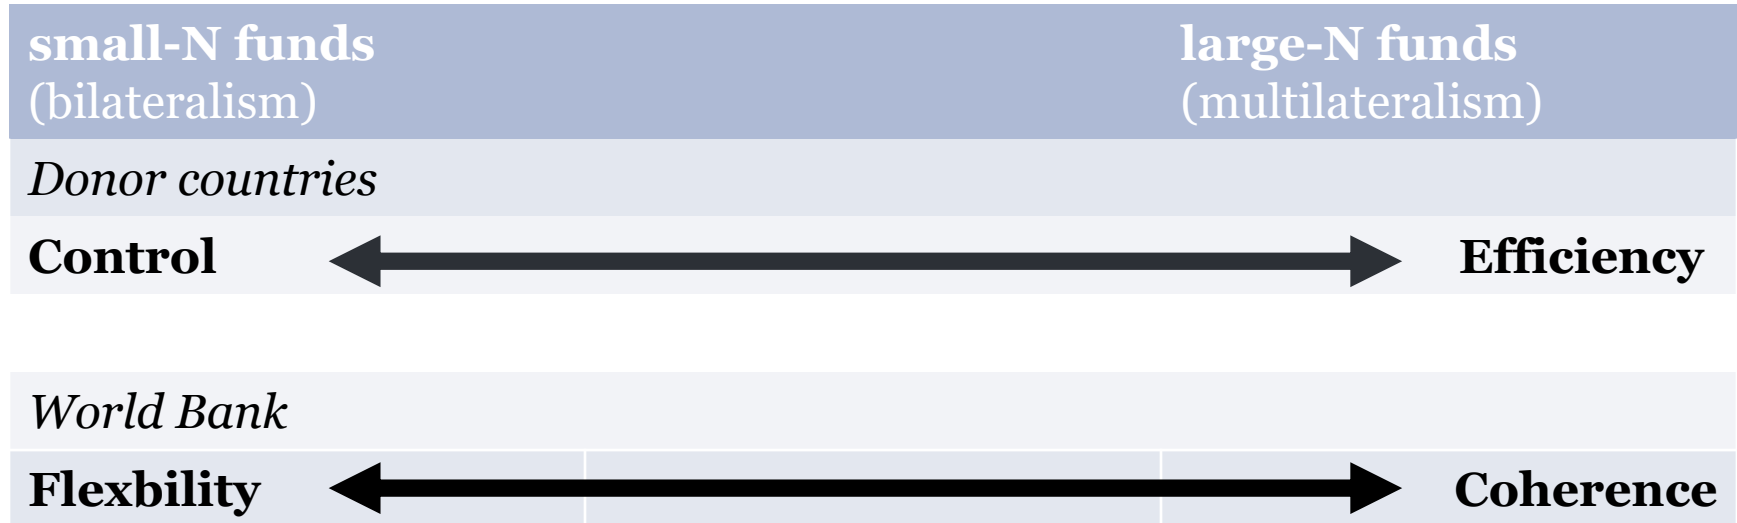 small-N funds
large-N funds
(bilateralism)
(multilateralism)
Donor countries
Control
Efficiency
World Bank
Flexbility
Coherence